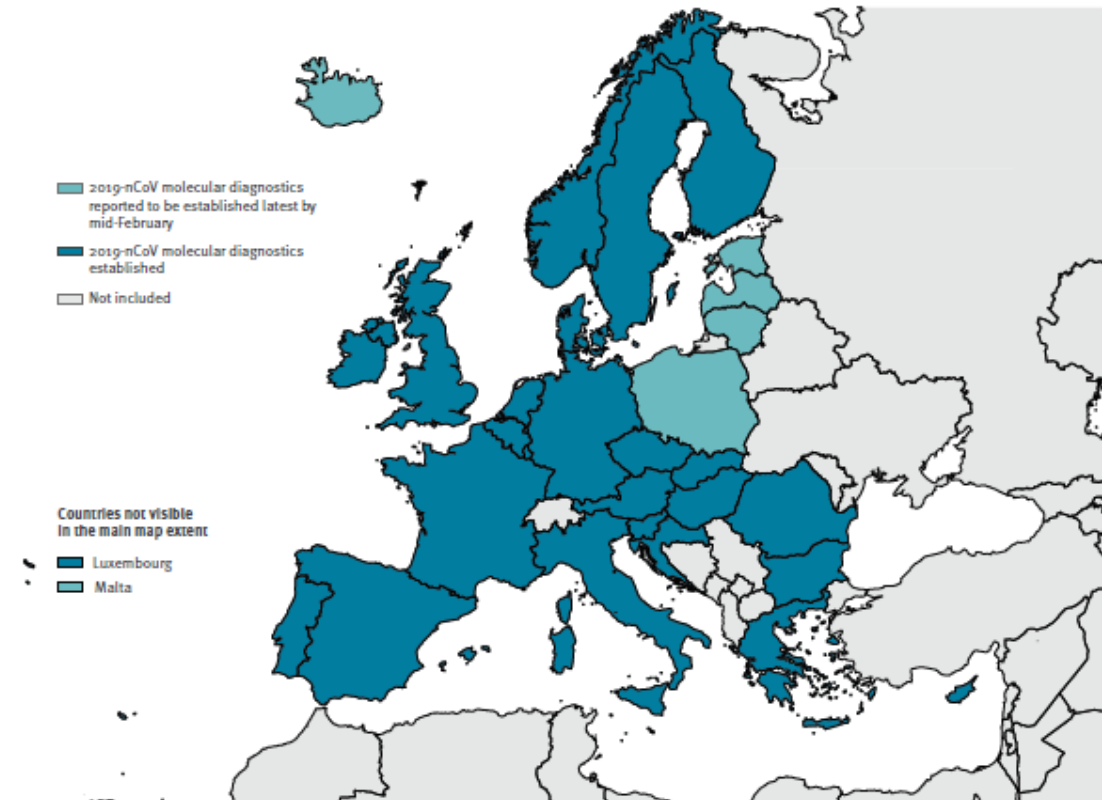 2019-nCoV molecular diagnostics
reported to be established latest by
mid-February
2019-nCoV molecular diagnostics
established
Not included
Countries not visible
in the main map extent
Luxembourg
Malta